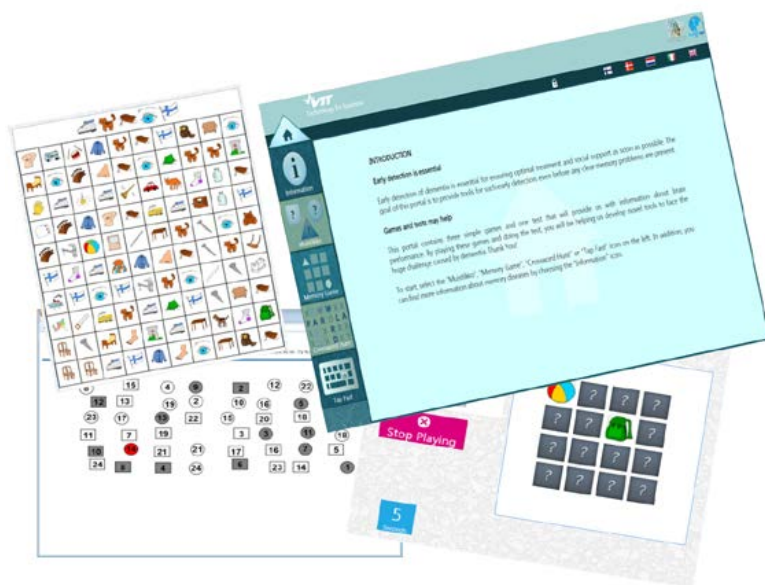 VTT
Technology for Business
Information
Muistikko
Memory Game
Tap Fast
INTRODUCTION
Early detection is essential
Early detection of dementia is essential for ensuring optimal treatment and social support as soon as possible. The
goal of this portal is to provide tools for such early detection, even before any clear memory problems are present.
Games and tests may help
This portal contains three simple games and one test that will provide us with information about brain
performance. By playing these games and doing the test, you will be helping us develop novel tools to face the
huge challenge caused by dementia. Thank You!
To start, select the "Muistikko", "Memory Game", "Crossword Hunt" or "Tap Fast" icon on the left. In addition, you
can find more information about memory diseases by choosing the "Information" icon.
15 4 9 2 12 22
12 13 19 2 10 16 5
23 17 13 22 15 20 18
11 7 19 3 3 11 18
10 14 21 21 17 16 7 5
24 8 4 24 6 23 14 1
Stop Playing
5
Seconds
? ? ?
? ? ?
? ? ? ?
? ? ? ?